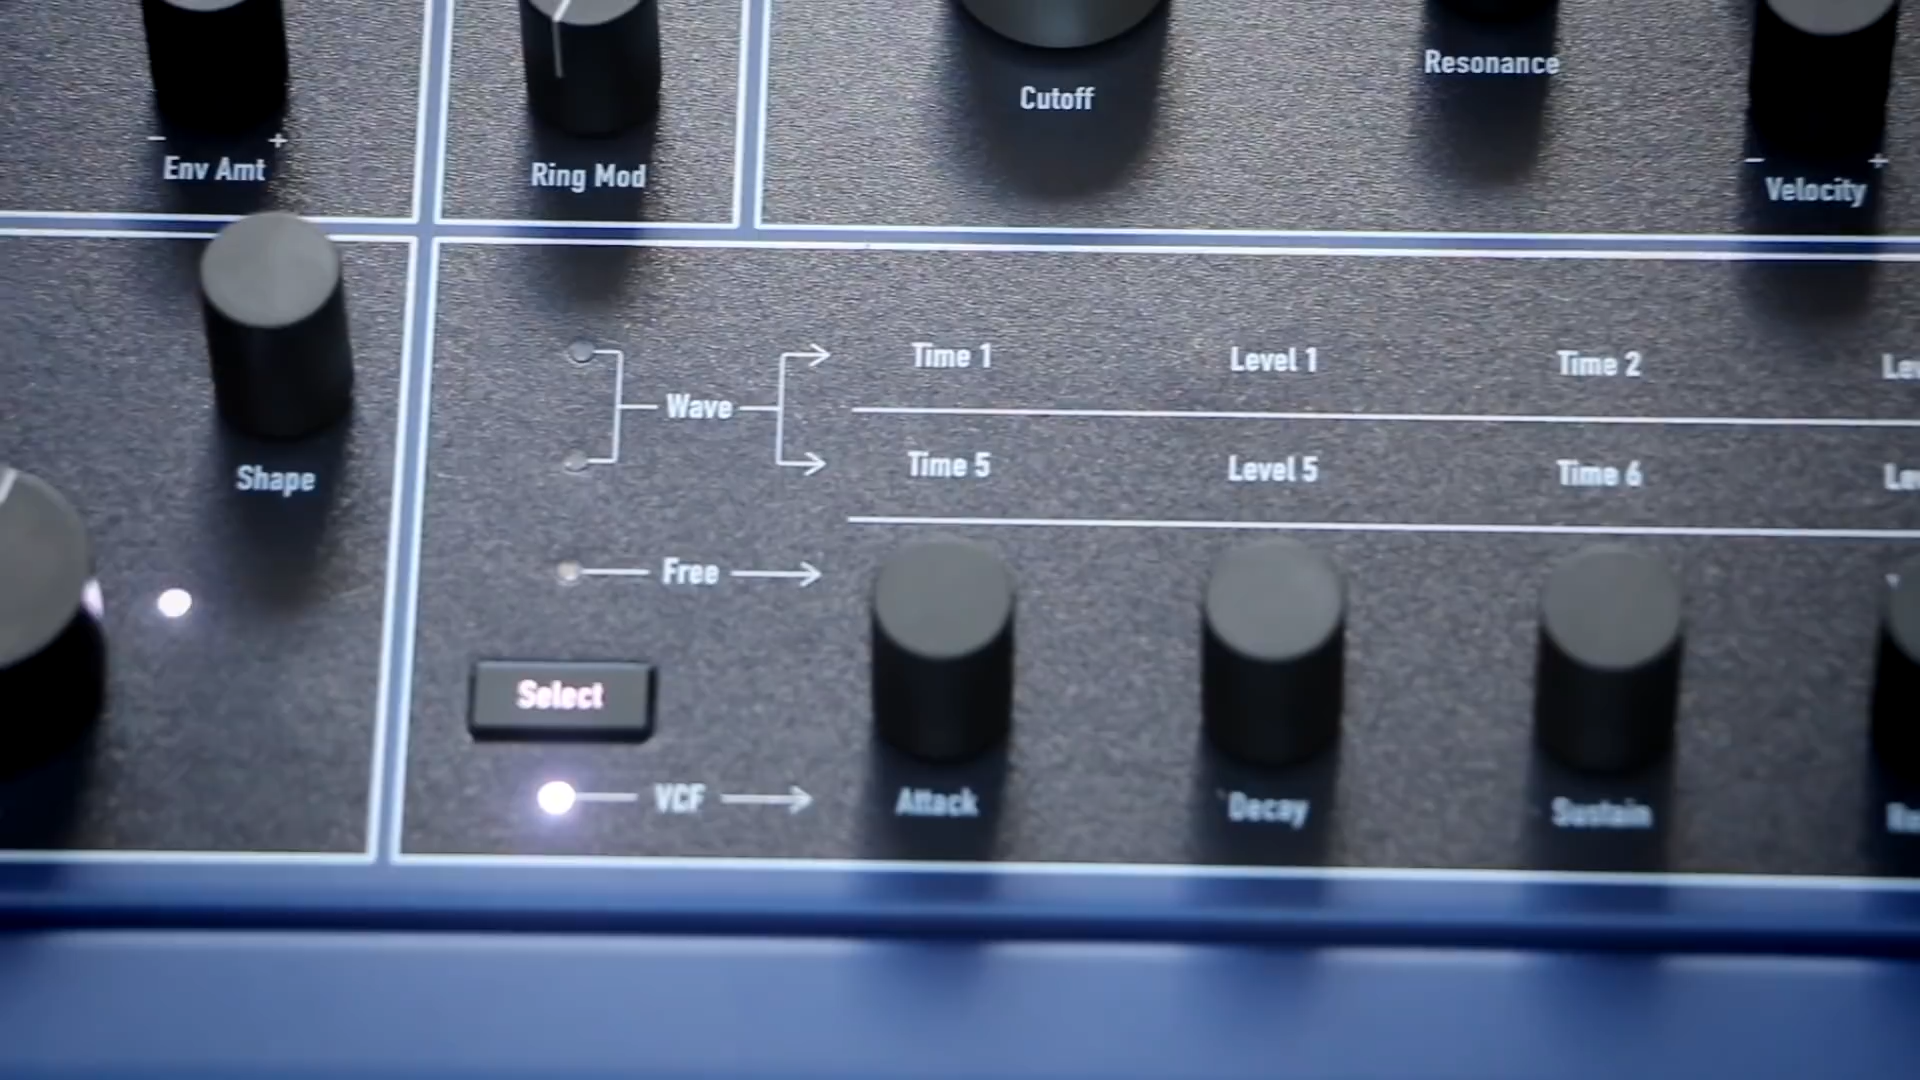 Resonance
Cutoff
- +
Env Amt
Ring Mod
- +
Velocity
Time 1 Level 1 Time 2
Wave
Time 5 Level 5 Time 6
Shape
Free
Select
VCF Attack Decay Sustain